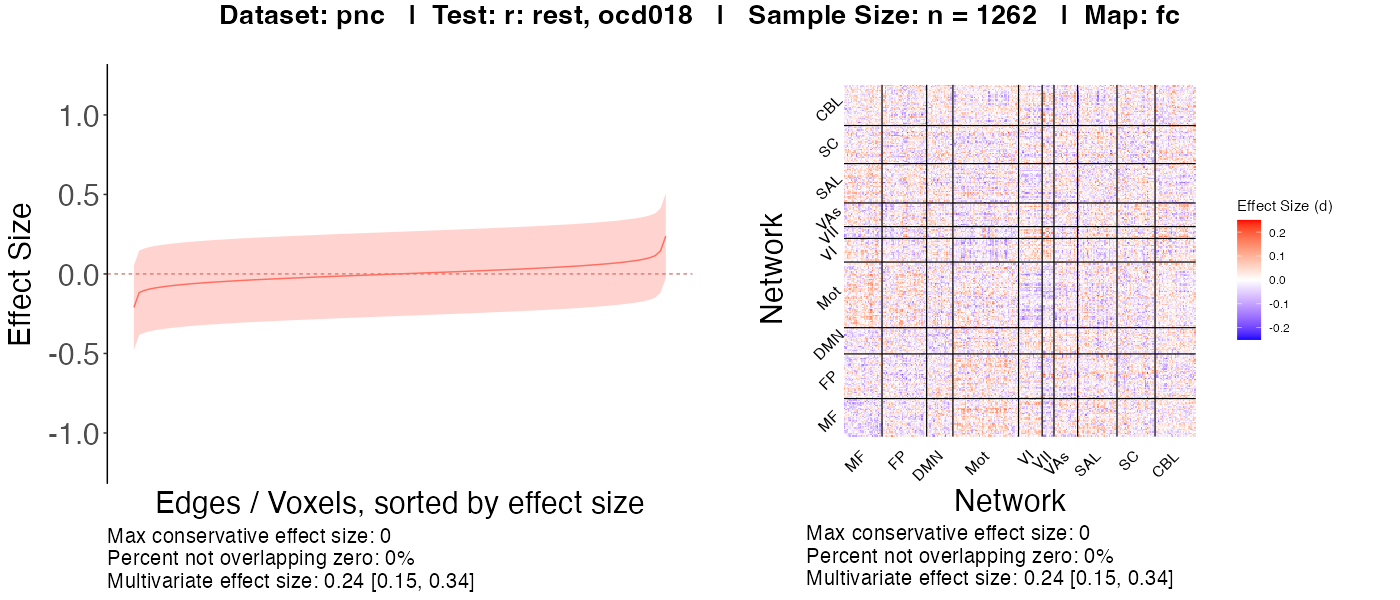 Dataset: pnc | Test: r: rest, ocd018 | Sample Size: n = 1262 | Map: fc
Effect Size
1.0
0.5
0.0
-0.5
-1.0
Edges / Voxels, sorted by effect size
Max conservative effect size: 0
Percent not overlapping zero: 0%
Multivariate effect size: 0.24 [0.15, 0.34]
Network
CBL
SC
SAL
VAs
VII
VI
Mot
DMN
FP
MF
MF
FP
DMN
Mot
VI
VII
VAs
SAL
SC
CBL
Network
Max conservative effect size: 0
Percent not overlapping zero: 0%
Multivariate effect size: 0.24 [0.15, 0.34]
Effect Size (d)
0.2
0.1
0.0
-0.1
-0.2